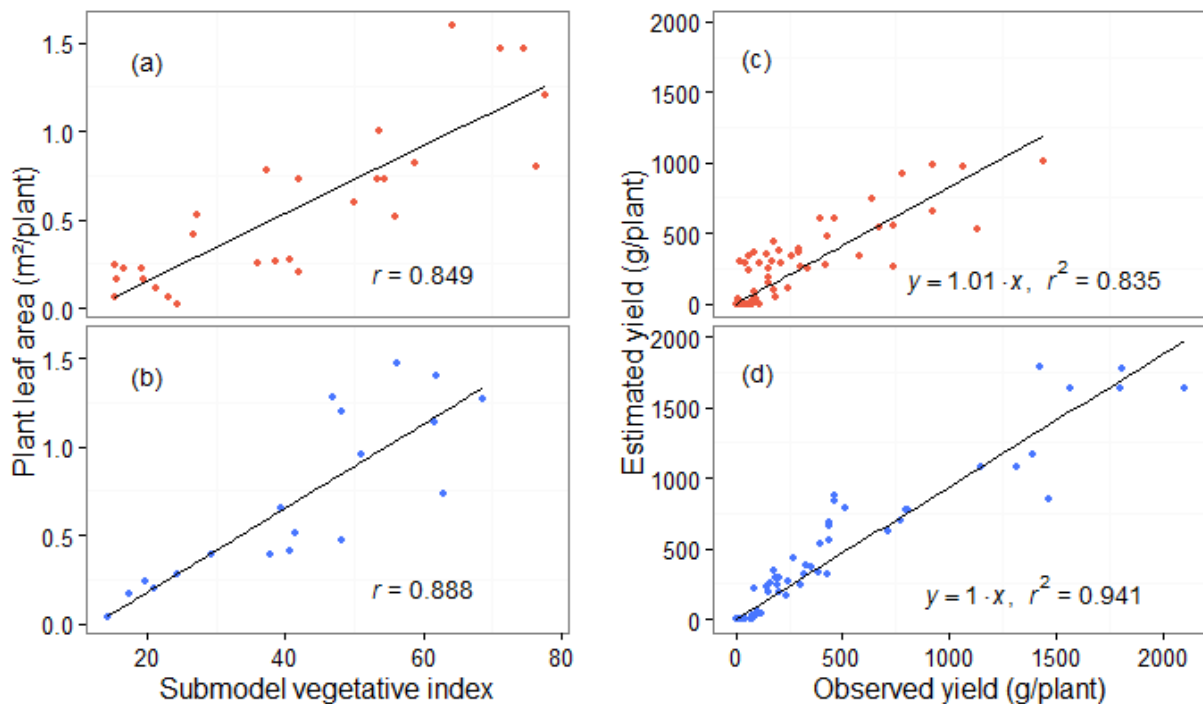 Plant leaf area (m²/plant)
1.5
1.0
0.5
0.0
(a)
r = 0.849
1.5
1.0
0.5
0.0
(b)
r = 0.888
20
40
60
80
Submodel vegetative index
Estimated yield (g/plant)
2000
1500
1000
500
0
(c)
y = 1.01 · x, r² = 0.835
2000
1500
1000
500
0
(d)
y = 1 · x, r² = 0.941
0
500
1000
1500
2000
Observed yield (g/plant)